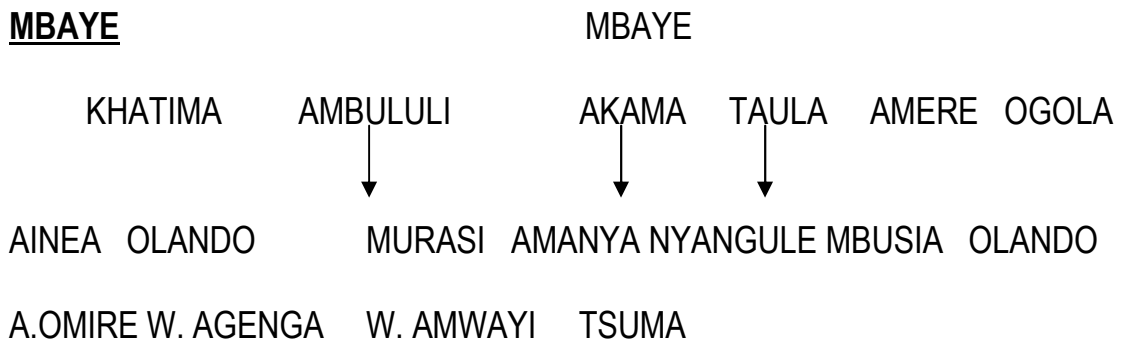 MBAYE MBAYE
KHATIMA AMBULULI AKAMA TAULA AMERE OGOLA
AINEA OLANDO MURASI AMANYA NYANGULE MBUSIA OLANDO
A.OMIRE W. AGENGA W. AMWAYI TSUMA